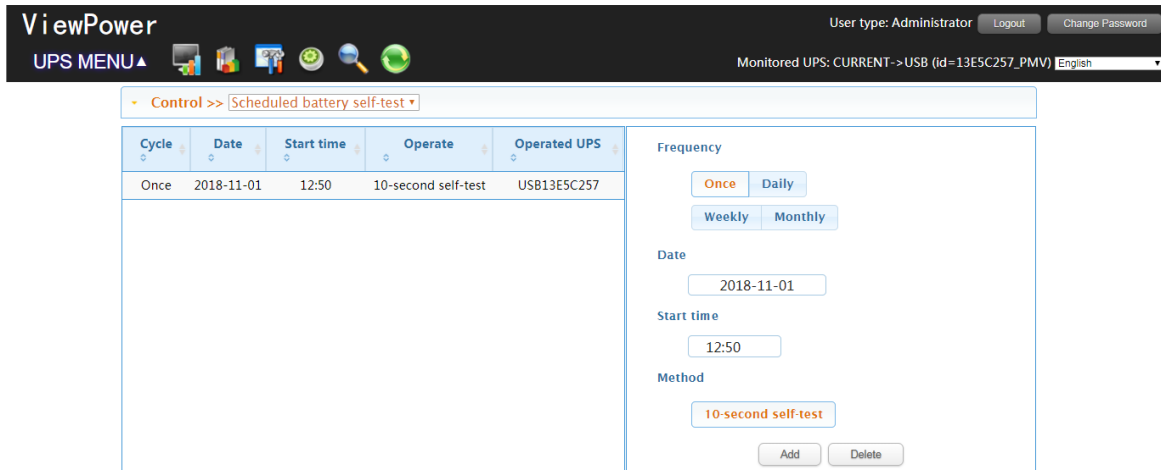 ViewPower
User type: Administrator Logout Change Password
UPS MENU▲
Monitored UPS: CURRENT->USB (id=13E5C257_PMV) English
Control >> Scheduled battery self-test
Cycle Date Start time Operate Operated UPS
Once 2018-11-01 12:50 10-second self-test USB13E5C257
Frequency
Once Daily
Weekly Monthly
Date
2018-11-01
Start time
12:50
Method
10-second self-test
Add Delete